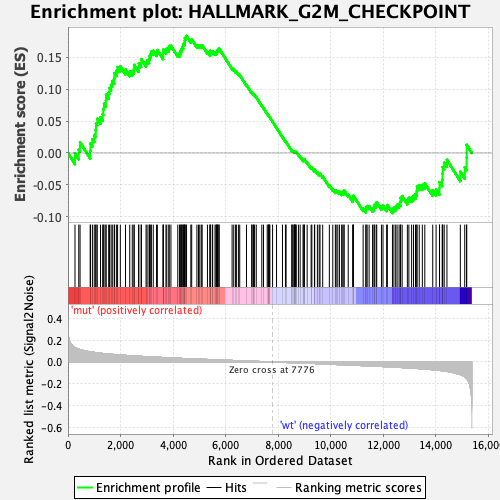 Enrichment plot: HALLMARK_G2M_CHECKPOINT
Enrichment score (ES)
0.15
0.10
0.05
0.00
-0.05
-0.10
'mut' (positively correlated)
Ranked list metric (Signal2Noise)
0.4
0.2
0.0
-0.2
-0.4
-0.6
Zero cross at 7776
'wt' (negatively correlated)
0
2,000
4,000
6,000
8,000
10,000
12,000
14,000
16,000
Rank in Ordered Dataset
Enrichment profile
Hits
Ranking metric scores